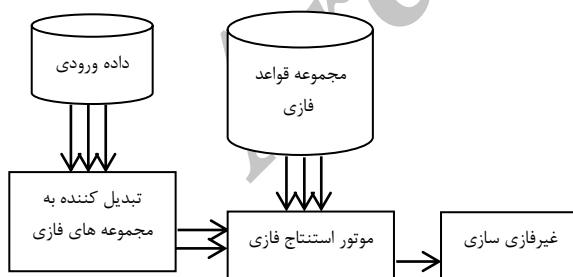 داده ورودی
مجموعه قواعد
فازی
تبدیل کننده به
مجموعه های فازی
موتور استنتاج فازی
غیرفازی سازی